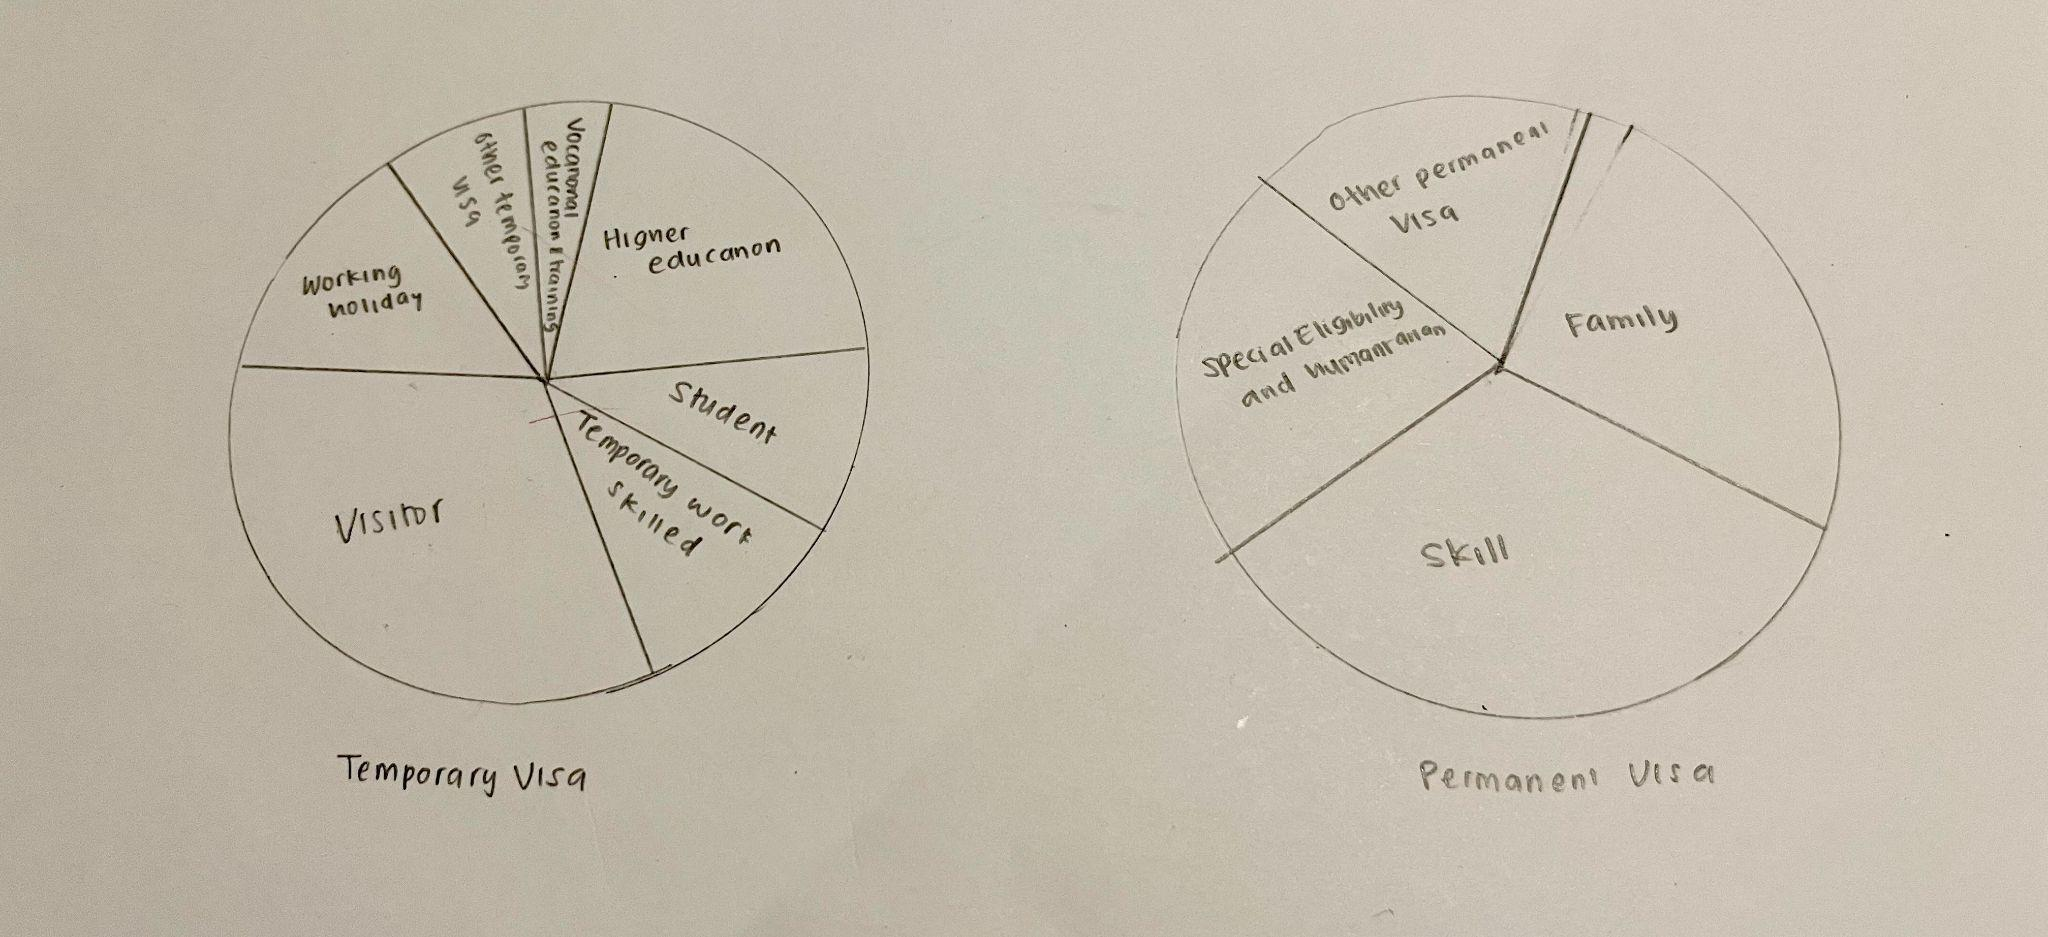 Vocational
education & training
Other temporary
visa
Higher
education
Working
holiday
Student
Temporary work
skilled
Visitor
Temporary Visa
Other permanent
visa
Family
Special Eligibility
and Humanitarian
Skill
Permanent Visa